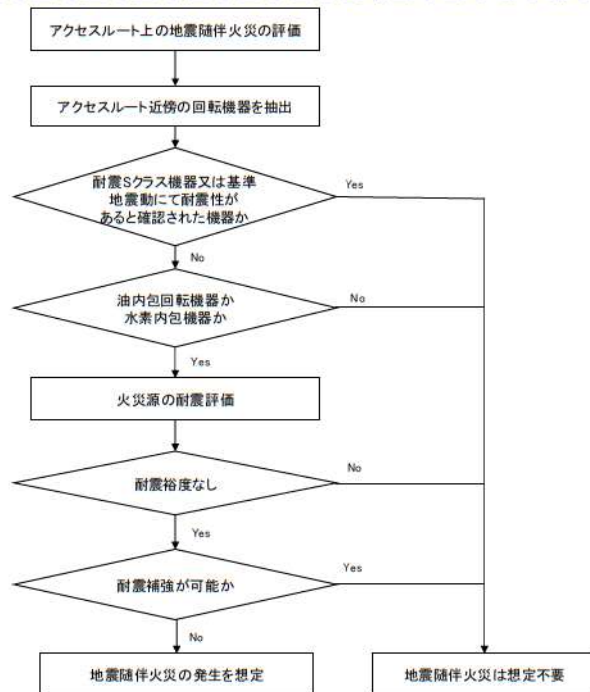 アクセスルート上の地震随伴火災の評価
アクセスルート近傍の回転機器を抽出
耐震Sクラス機器又は基準
地震動にて耐震性が
あると確認された機器か
Yes
No
油内包回転機器か
水素内包機器か
No
Yes
火災源の耐震評価
耐震裕度なし
No
Yes
耐震補強が可能か
Yes
No
地震随伴火災の発生を想定
地震随伴火災は想定不要